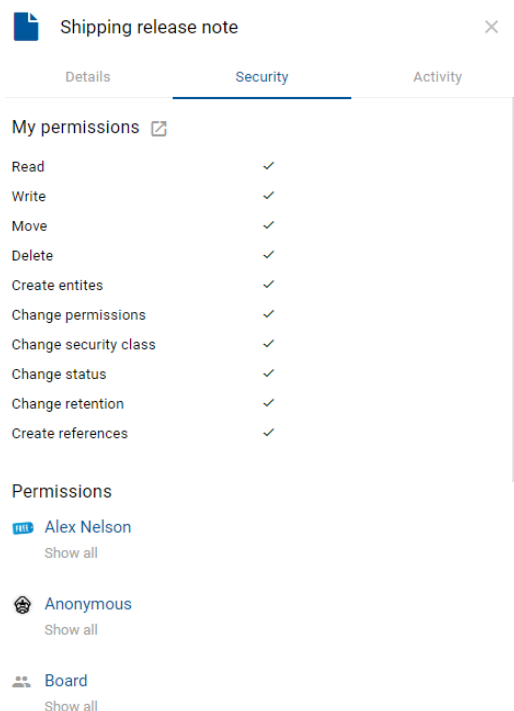 Shipping release note
Details Security Activity
My permissions
Read
Write
Move
Delete
Create entites
Change permissions
Change security class
Change status
Change retention
Create references
Permissions
FREE
Alex Nelson
Show all
Anonymous
Show all
Board
Show all